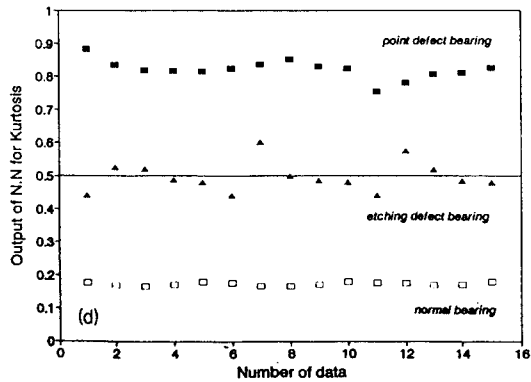 1
0.9
0.8
0.7
0.6
0.5
0.4
0.3
0.2
0.1
0
Output of N.N for Kurtosis
point defect bearing
etching defect bearing
normal bearing
(d)
0 2 4 6 8 10 12 14 16
Number of data